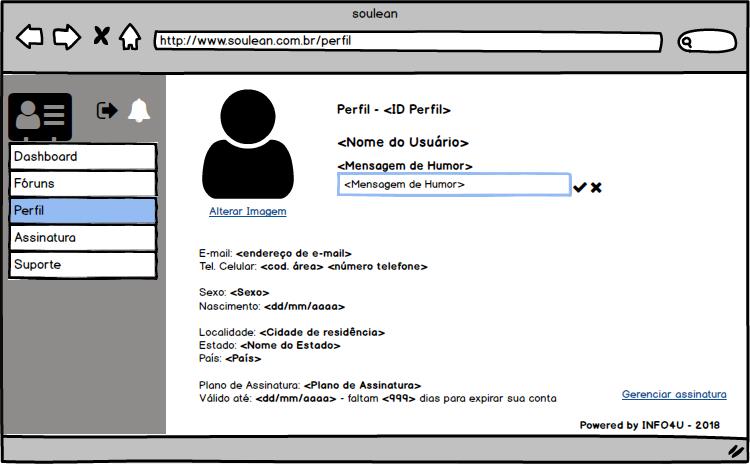 soulean
http://www.soulean.com.br/perfil
Dashboard
Fóruns
Perfil
Assinatura
Suporte
Alterar Imagem
Perfil - <ID Perfil>
<Nome do Usuário>
<Mensagem de Humor>
<Mensagem de Humor>
E-mail: <endereço de e-mail>
Tel. Celular: <cod. área> <número telefone>
Sexo: <Sexo>
Nascimento: <dd/mm/aaaa>
Localidade: <Cidade de residência>
Estado: <Nome do Estado>
País: <País>
Plano de Assinatura: <Plano de Assinatura>
Válido até: <dd/mm/aaaa> - faltam <999> dias para expirar sua conta
Gerenciar assinatura
Powered by INFO4U - 2018